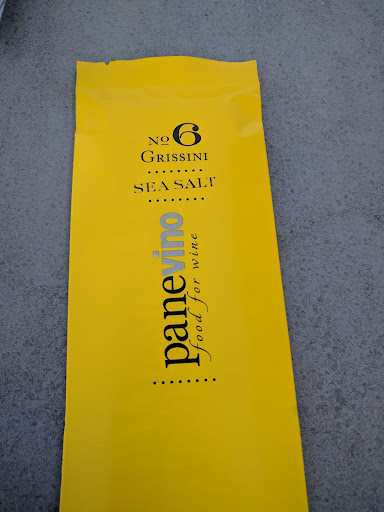 Nº 6
GRISSINI
SEA SALT
panevino
food for wine